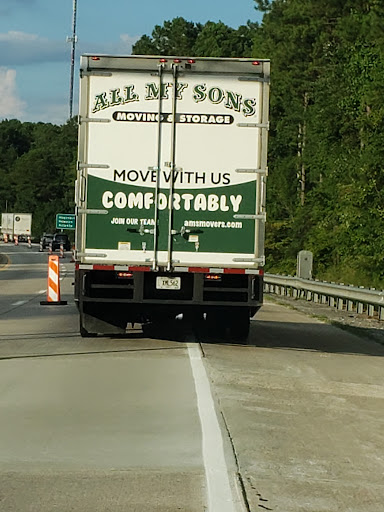 ALL MY SONS
MOVING & STORAGE
MOVE WITH US
COMFORTABLY
JOIN OUR TEAM
amsmovers.com